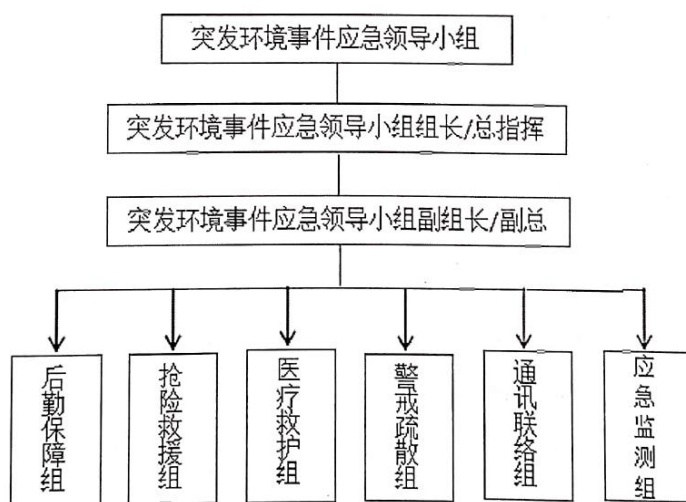 突发环境事件应急领导小组
突发环境事件应急领导小组组长/总指挥
突发环境事件应急领导小组副组长/副总
后勤保障组
抢险救援组
医疗救护组
警戒疏散组
通讯联络组
应急监测组